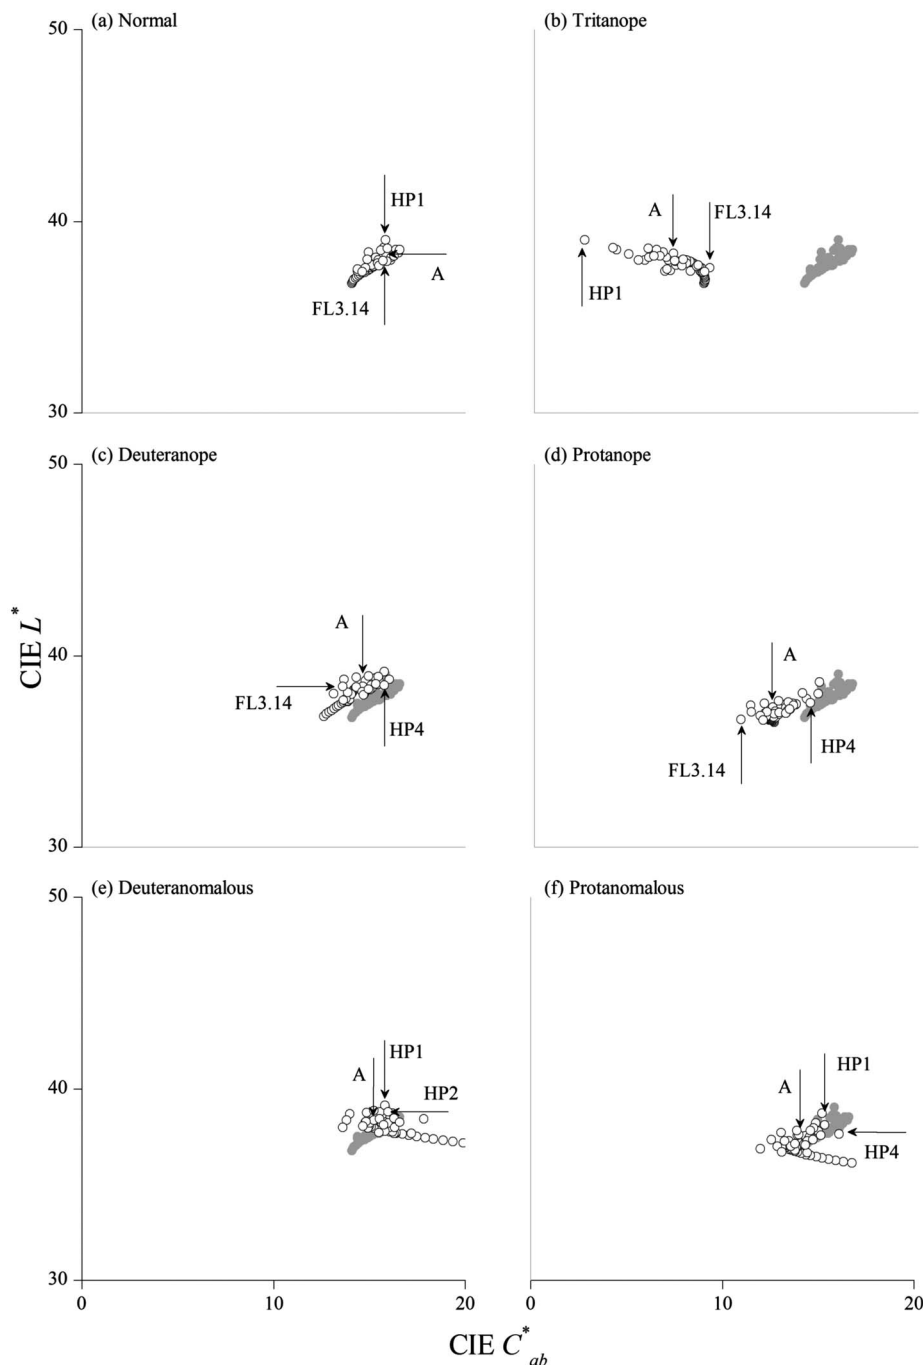 (a) Normal
(b) Tritanope
50
40
30
HP1
A
FL3.14
A
FL3.14
HP1
(c) Deuteranope
(d) Protanope
50
40
30
A
FL3.14
HP4
A
FL3.14
HP4
CIE L*
(e) Deuteranomalous
(f) Protanomalous
50
40
30
HP1
A
HP2
HP1
A
HP4
0 10 20
0 10 20
CIE C*ab